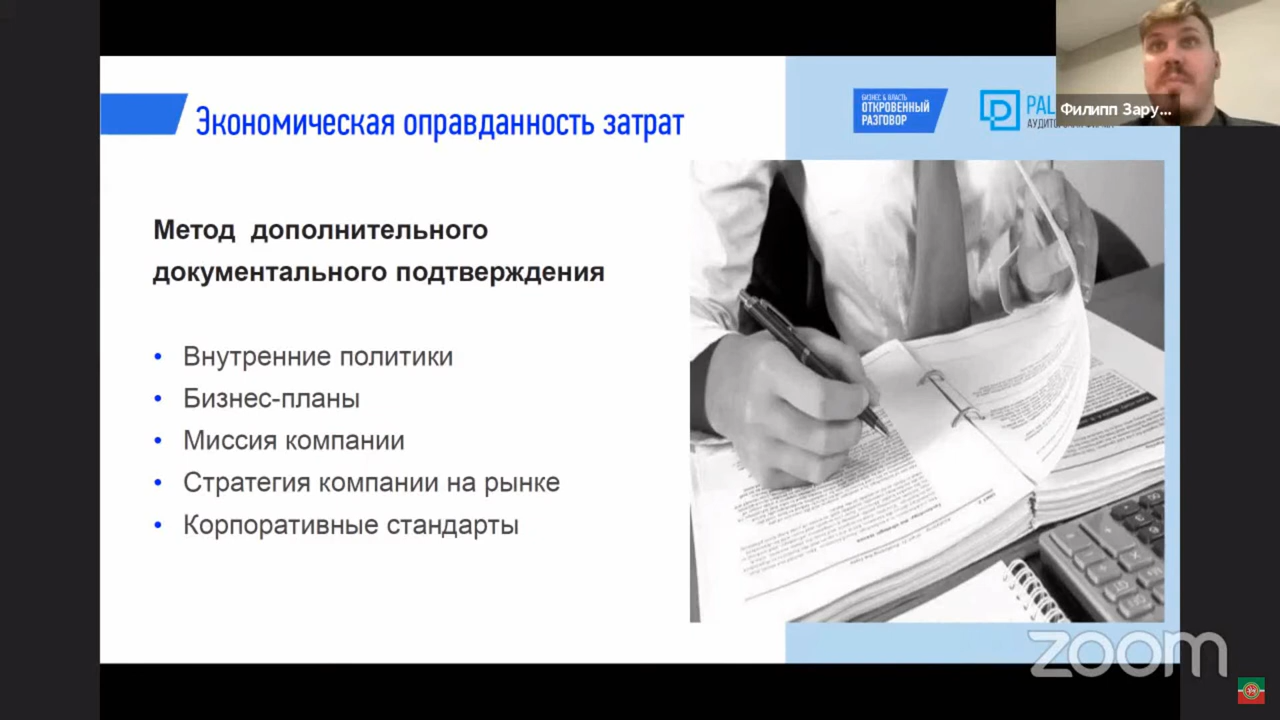 Экономическая оправданность затрат
БИЗНЕС & ВЛАСТЬ
ОТКРОВЕННЫЙ
РАЗГОВОР
PAL
Филипп Зару...
Метод дополнительного
документального подтверждения
• Внутренние политики
• Бизнес-планы
• Миссия компании
• Стратегия компании на рынке
• Корпоративные стандарты
zoom